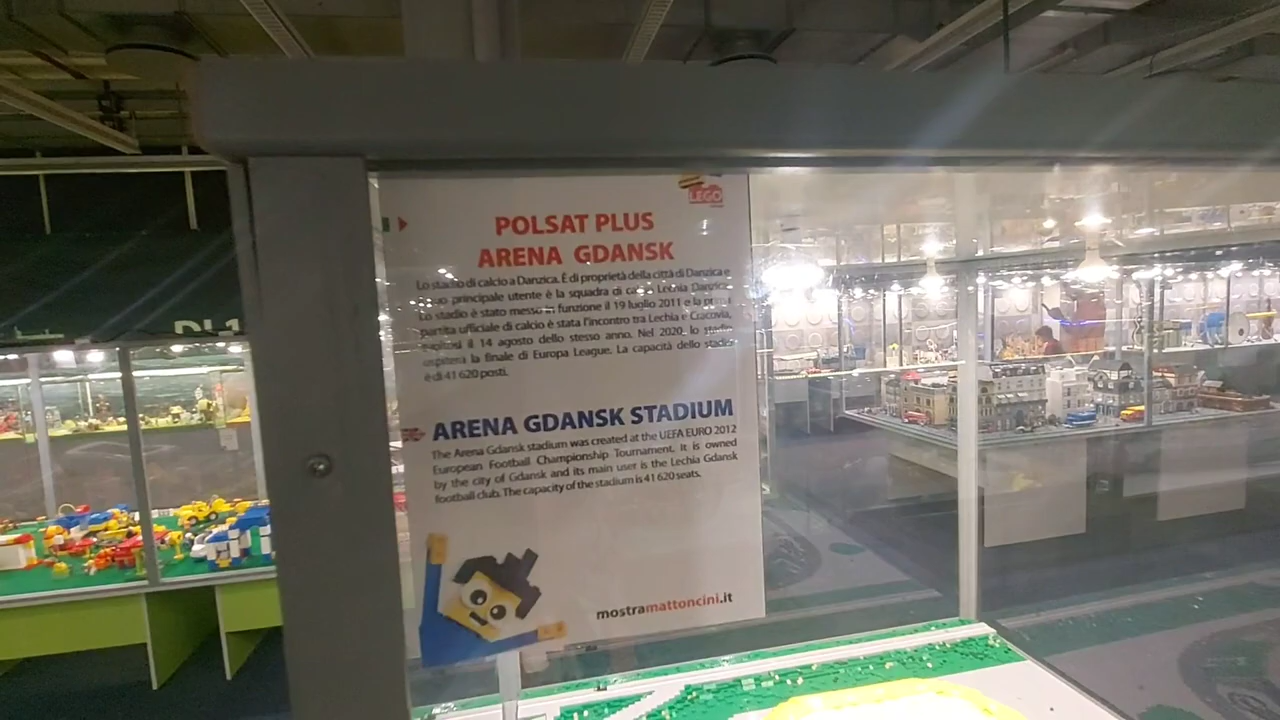 LEGO
POLSAT PLUS
ARENA GDANSK
Lo stadio di calcio a Danzica. È di proprietà della città di Danzica e
suo principale utente è la squadra di calcio Lechia Danzica
Lo stadio è stato messo in funzione il 19 luglio 2011 e la prima
partita ufficiale di calcio è stata l'incontro tra Lechia e Cracovia,
il 14 agosto dello stesso anno. Nel 2020, lo stadio
ospiterà la finale di Europa League. La capacità dello stadio
è di 41 620 posti.
ARENA GDANSK STADIUM
The Arena Gdansk stadium was created at the UEFA EURO 2012
European Football Championship Tournament. It is owned
by the city of Gdansk and its main user is the Lechia Gdansk
football club. The capacity of the stadium is 41 620 seats.
mostramattoncini.it